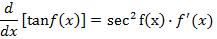 d/dx [tanf(x)] = sec² f(x) · f′(x)